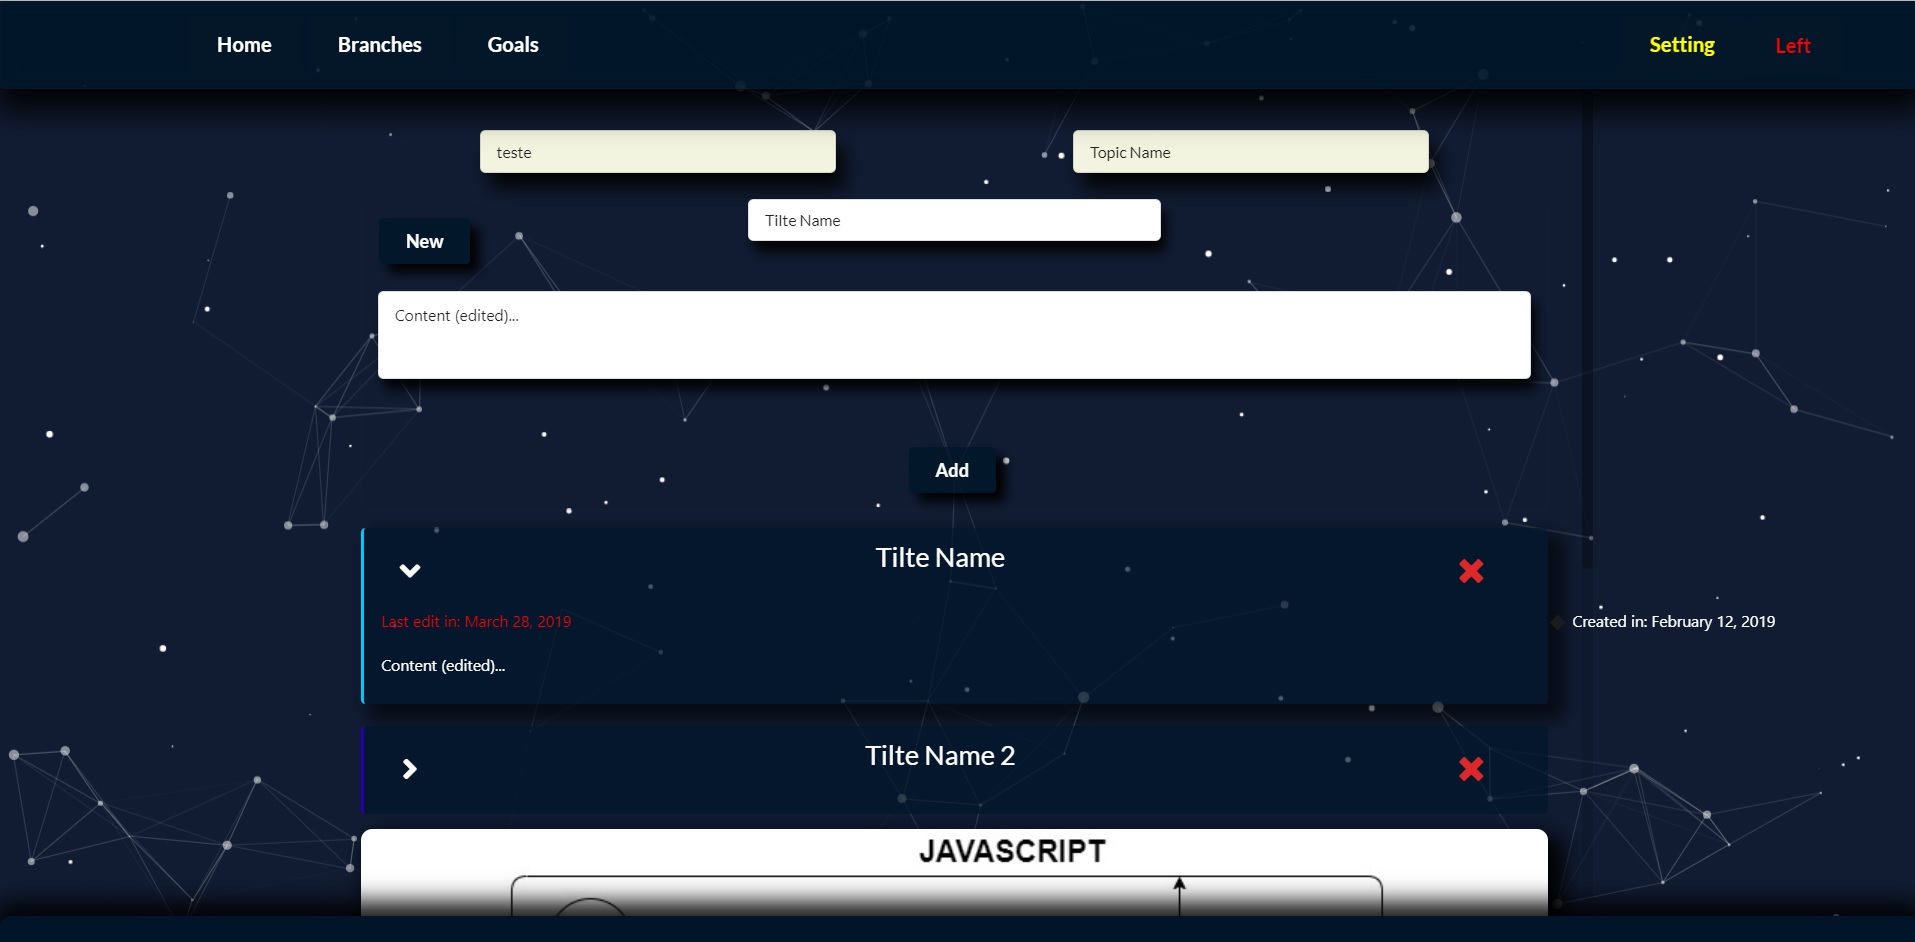 Home Branches Goals Setting Left
teste Topic Name
Tilte Name
New
Content (edited)...
Add
Tilte Name
Last edit in: March 28, 2019 Created in: February 12, 2019
Content (edited)...
Tilte Name 2
JAVASCRIPT